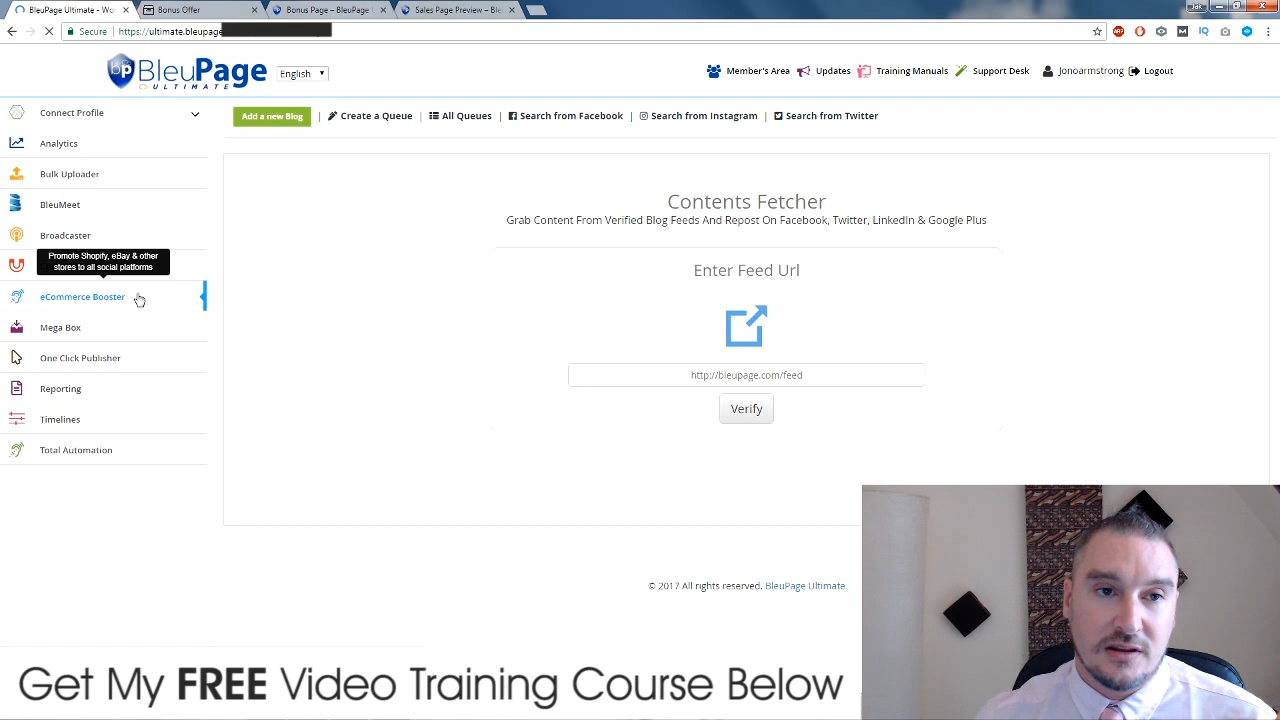 BleuPage Ultimate - Wo
Bonus Offer
Bonus Page – BleuPage U
Sales Page Preview – Ble
Jak
Secure
https://ultimate.bleupage
BleuPage
ULTIMATE
English
Member's Area
Updates
Training Manuals
Support Desk
Jonoarmstrong
Logout
Connect Profile
Analytics
Bulk Uploader
BleuMeet
Broadcaster
Promote Shopify, eBay & other
stores to all social platforms
eCommerce Booster
Mega Box
One Click Publisher
Reporting
Timelines
Total Automation
Add a new Blog
Create a Queue
All Queues
Search from Facebook
Search from Instagram
Search from Twitter
Contents Fetcher
Grab Content From Verified Blog Feeds And Repost On Facebook, Twitter, LinkedIn & Google Plus
Enter Feed Url
http://bleupage.com/feed
Verify
© 2017 All rights reserved. BleuPage Ultimate
Get My FREE Video Training Course Below